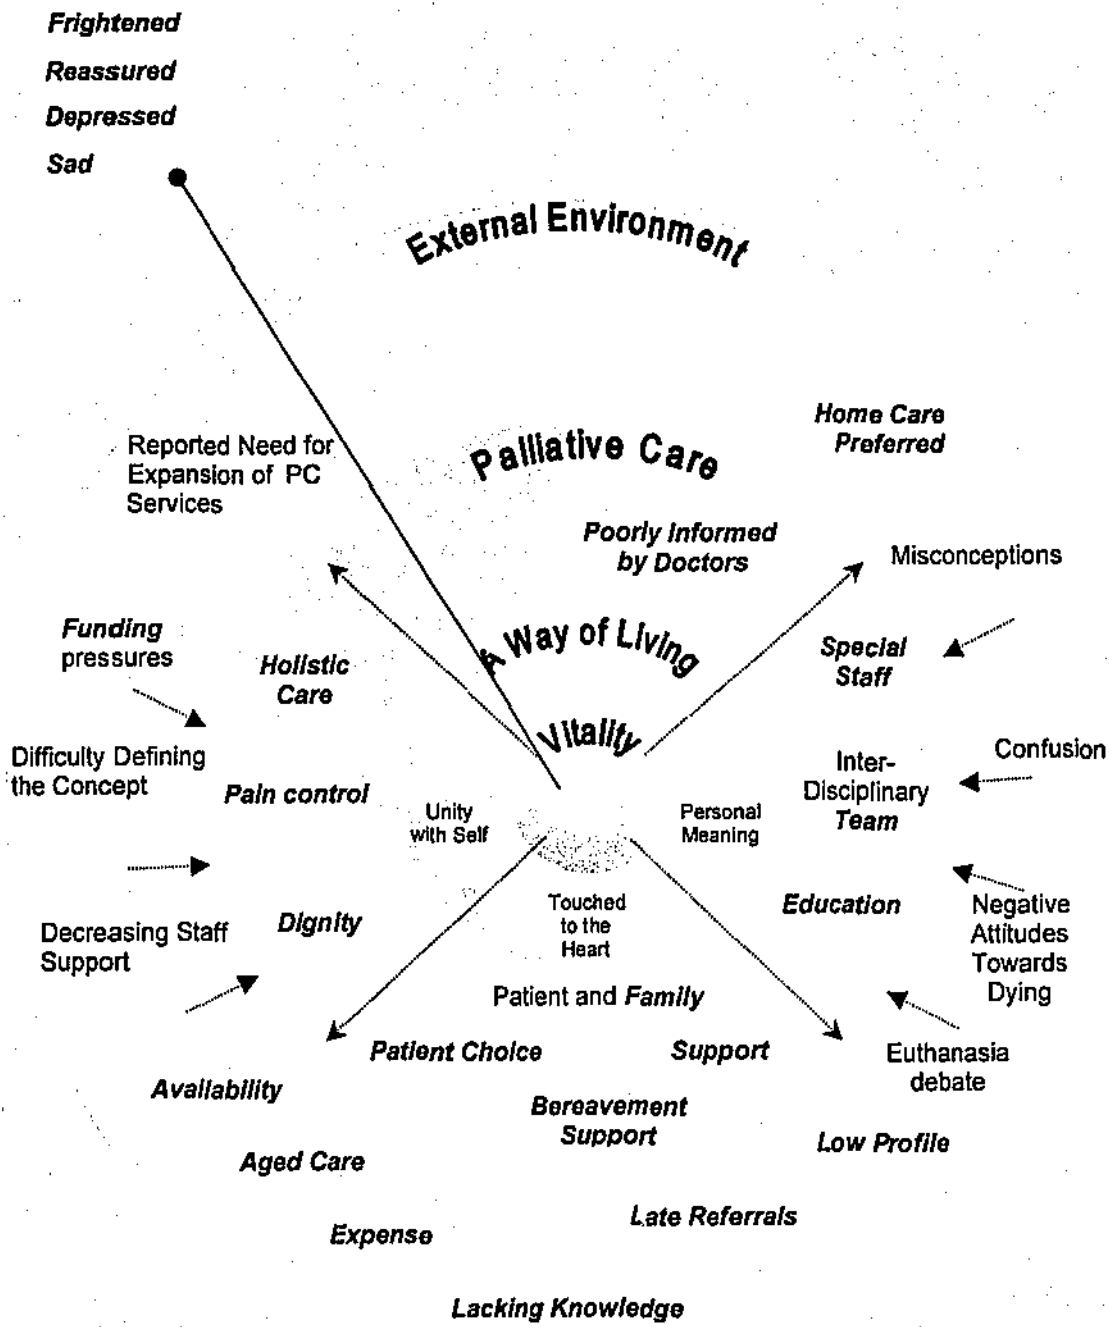 Frightened
Reassured
Depressed
Sad
External Environment
Home Care
Preferred
Reported Need for
Expansion of PC
Services
Palliative Care
Poorly Informed
by Doctors
Misconceptions
Funding
pressures
Holistic
Care
A Way of Living
Special
Staff
Vitality
Difficulty Defining
the Concept
Pain control
Unity
with Self
Personal
Meaning
Inter-
Disciplinary
Team
Confusion
Decreasing Staff
Support
Dignity
Touched
to the
Heart
Education
Negative
Attitudes
Towards
Dying
Patient and Family
Patient Choice
Support
Euthanasia
debate
Availability
Bereavement
Support
Low Profile
Aged Care
Expense
Late Referrals
Lacking Knowledge